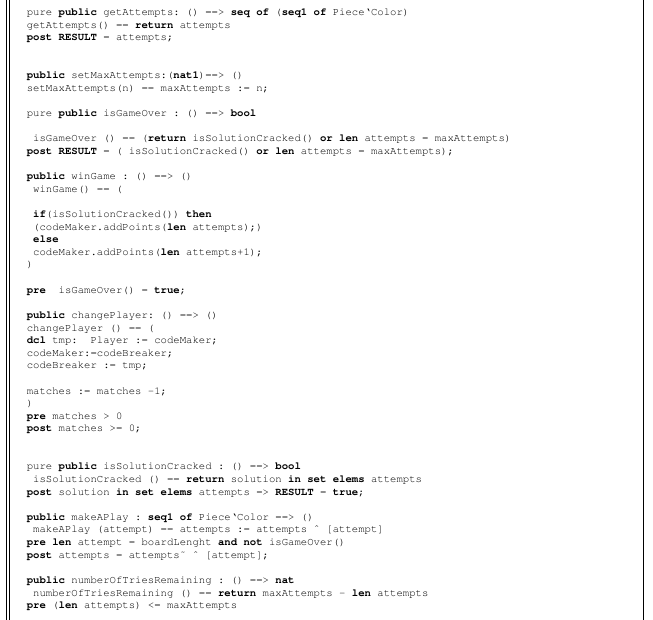 pure public getAttempts: () ==> seq of (seq1 of Piece`Color)
getAttempts() == return attempts
post RESULT = attempts;
public setMaxAttempts:(nat1)==> ()
setMaxAttempts(n) == maxAttempts := n;
pure public isGameOver : () ==> bool
isGameOver () == (return isSolutionCracked() or len attempts = maxAttempts)
post RESULT = ( isSolutionCracked() or len attempts = maxAttempts);
public winGame : () ==> ()
winGame() == (
if(isSolutionCracked()) then
(codeMaker.addPoints(len attempts);)
else
codeMaker.addPoints(len attempts+1);
)
pre isGameOver() = true;
public changePlayer: () ==> ()
changePlayer () == (
dcl tmp: Player := codeMaker;
codeMaker:=codeBreaker;
codeBreaker := tmp;
matches := matches -1;
)
pre matches > 0
post matches >= 0;
pure public isSolutionCracked : () ==> bool
isSolutionCracked () == return solution in set elems attempts
post solution in set elems attempts => RESULT = true;
public makeAPlay : seq1 of Piece`Color ==> ()
makeAPlay (attempt) == attempts := attempts ^ [attempt]
pre len attempt = boardLenght and not isGameOver()
post attempts = attempts~ ^ [attempt];
public numberOfTriesRemaining : () ==> nat
numberOfTriesRemaining () == return maxAttempts - len attempts
pre (len attempts) <= maxAttempts